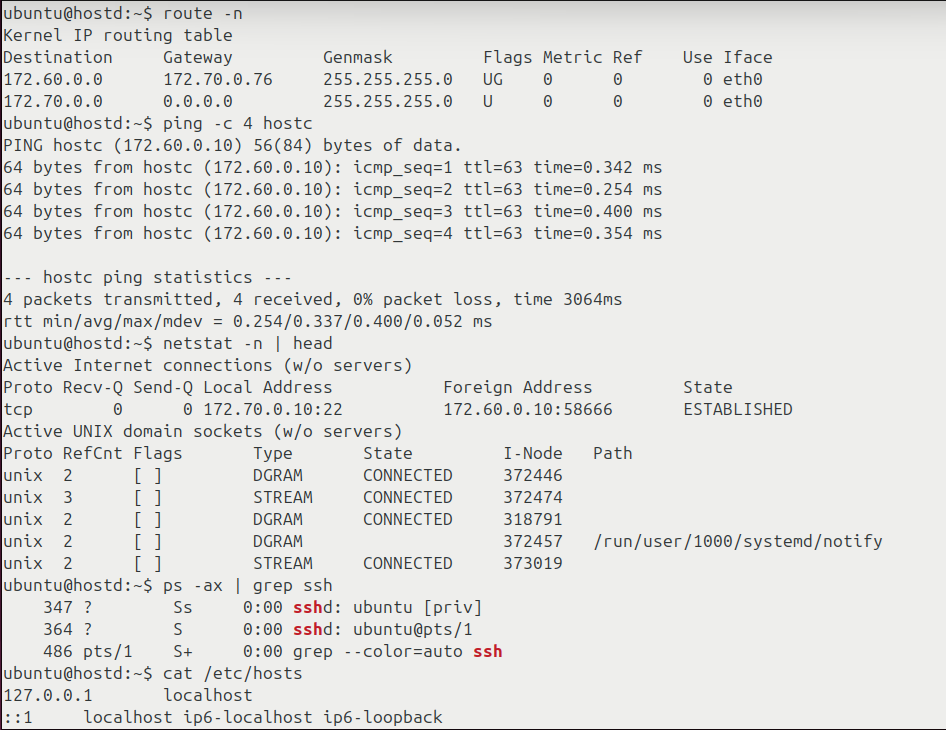 ubuntu@hostd:~$ route -n
Kernel IP routing table
Destination     Gateway         Genmask         Flags Metric Ref    Use Iface
172.60.0.0      172.70.0.76     255.255.255.0   UG    0      0        0 eth0
172.70.0.0      0.0.0.0         255.255.255.0   U     0      0        0 eth0
ubuntu@hostd:~$ ping -c 4 hostc
PING hostc (172.60.0.10) 56(84) bytes of data.
64 bytes from hostc (172.60.0.10): icmp_seq=1 ttl=63 time=0.342 ms
64 bytes from hostc (172.60.0.10): icmp_seq=2 ttl=63 time=0.254 ms
64 bytes from hostc (172.60.0.10): icmp_seq=3 ttl=63 time=0.400 ms
64 bytes from hostc (172.60.0.10): icmp_seq=4 ttl=63 time=0.354 ms

--- hostc ping statistics ---
4 packets transmitted, 4 received, 0% packet loss, time 3064ms
rtt min/avg/max/mdev = 0.254/0.337/0.400/0.052 ms
ubuntu@hostd:~$ netstat -n | head
Active Internet connections (w/o servers)
Proto Recv-Q Send-Q Local Address           Foreign Address         State
tcp        0      0 172.70.0.10:22          172.60.0.10:58666       ESTABLISHED
Active UNIX domain sockets (w/o servers)
Proto RefCnt Flags       Type       State         I-Node   Path
unix  2      [ ]         DGRAM      CONNECTED     372446
unix  3      [ ]         STREAM     CONNECTED     372474
unix  2      [ ]         DGRAM      CONNECTED     318791
unix  2      [ ]         DGRAM                    372457   /run/user/1000/systemd/notify
unix  2      [ ]         STREAM     CONNECTED     373019
ubuntu@hostd:~$ ps -ax | grep ssh
    347 ?        Ss     0:00 sshd: ubuntu [priv]
    364 ?        S      0:00 sshd: ubuntu@pts/1
    486 pts/1    S+     0:00 grep --color=auto ssh
ubuntu@hostd:~$ cat /etc/hosts
127.0.0.1       localhost
::1     localhost ip6-localhost ip6-loopback